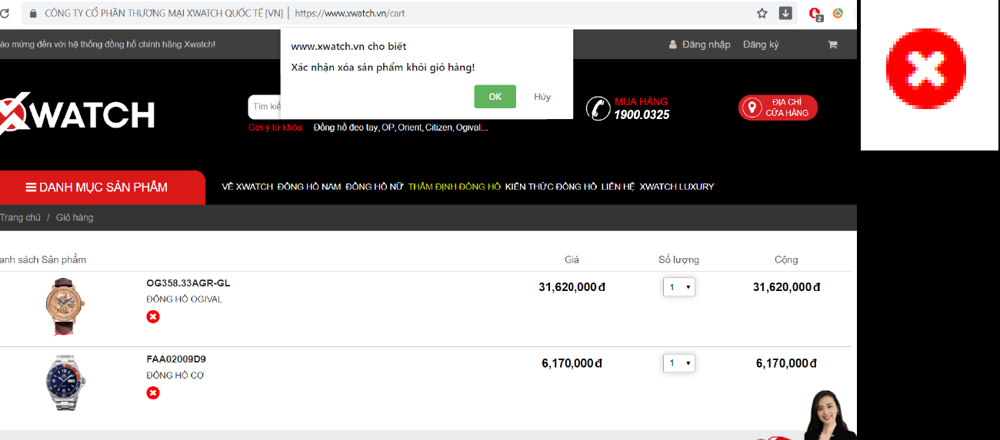 CÔNG TY CỔ PHẦN THƯƠNG MẠI XWATCH QUỐC TẾ [VN] | https://www.xwatch.vn/cart
2
ào mừng đến với hệ thống đồng hồ chính hãng Xwatch!
Đăng nhập Đăng ký
www.xwatch.vn cho biết
Xác nhận xóa sản phẩm khỏi giỏ hàng!
OK Hủy
XWATCH
Tìm kiế
Gợi ý từ khóa: Đồng hồ đeo tay, OP, Orient, Citizen, Ogival...
MUA HÀNG
1900.0325
ĐỊA CHỈ
CỬA HÀNG
DANH MỤC SẢN PHẨM
VỀ XWATCH ĐỒNG HỒ NAM ĐỒNG HỒ NỮ THẨM ĐỊNH ĐỒNG HỒ KIẾN THỨC ĐỒNG HỒ LIÊN HỆ XWATCH LUXURY
Trang chủ / Giỏ hàng
anh sách Sản phẩm Giá Số lượng Cộng
OG358.33AGR-GL 31,620,000 đ 1 31,620,000 đ
ĐỒNG HỒ OGIVAL
FAA02009D9 6,170,000 đ 1 6,170,000 đ
ĐỒNG HỒ CƠ